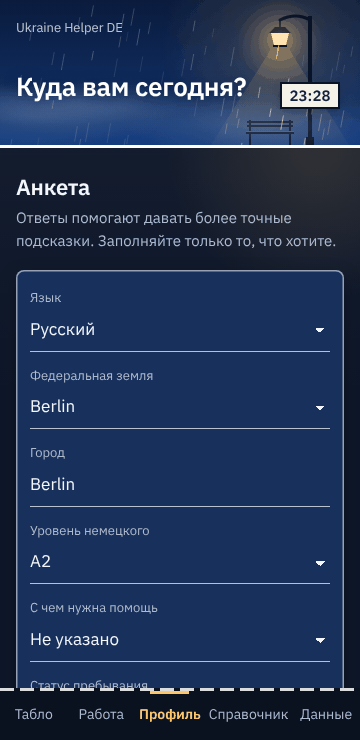 Ukraine Helper DE
Куда вам сегодня?
23:28
Анкета
Ответы помогают давать более точные
подсказки. Заполняйте только то, что хотите.
Язык
Русский
Федеральная земля
Berlin
Город
Berlin
Уровень немецкого
A2
С чем нужна помощь
Не указано
Статус пребывания
Табло Работа Профиль Справочник Данные